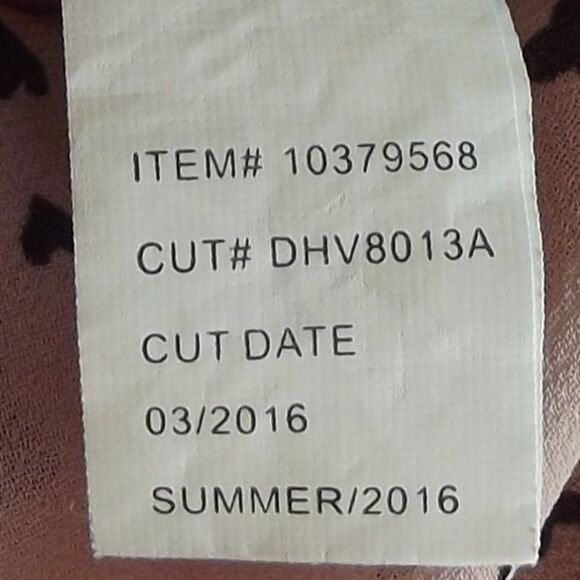 ITEM# 10379568
CUT# DHV8013A
CUT DATE
03/2016
SUMMER/2016